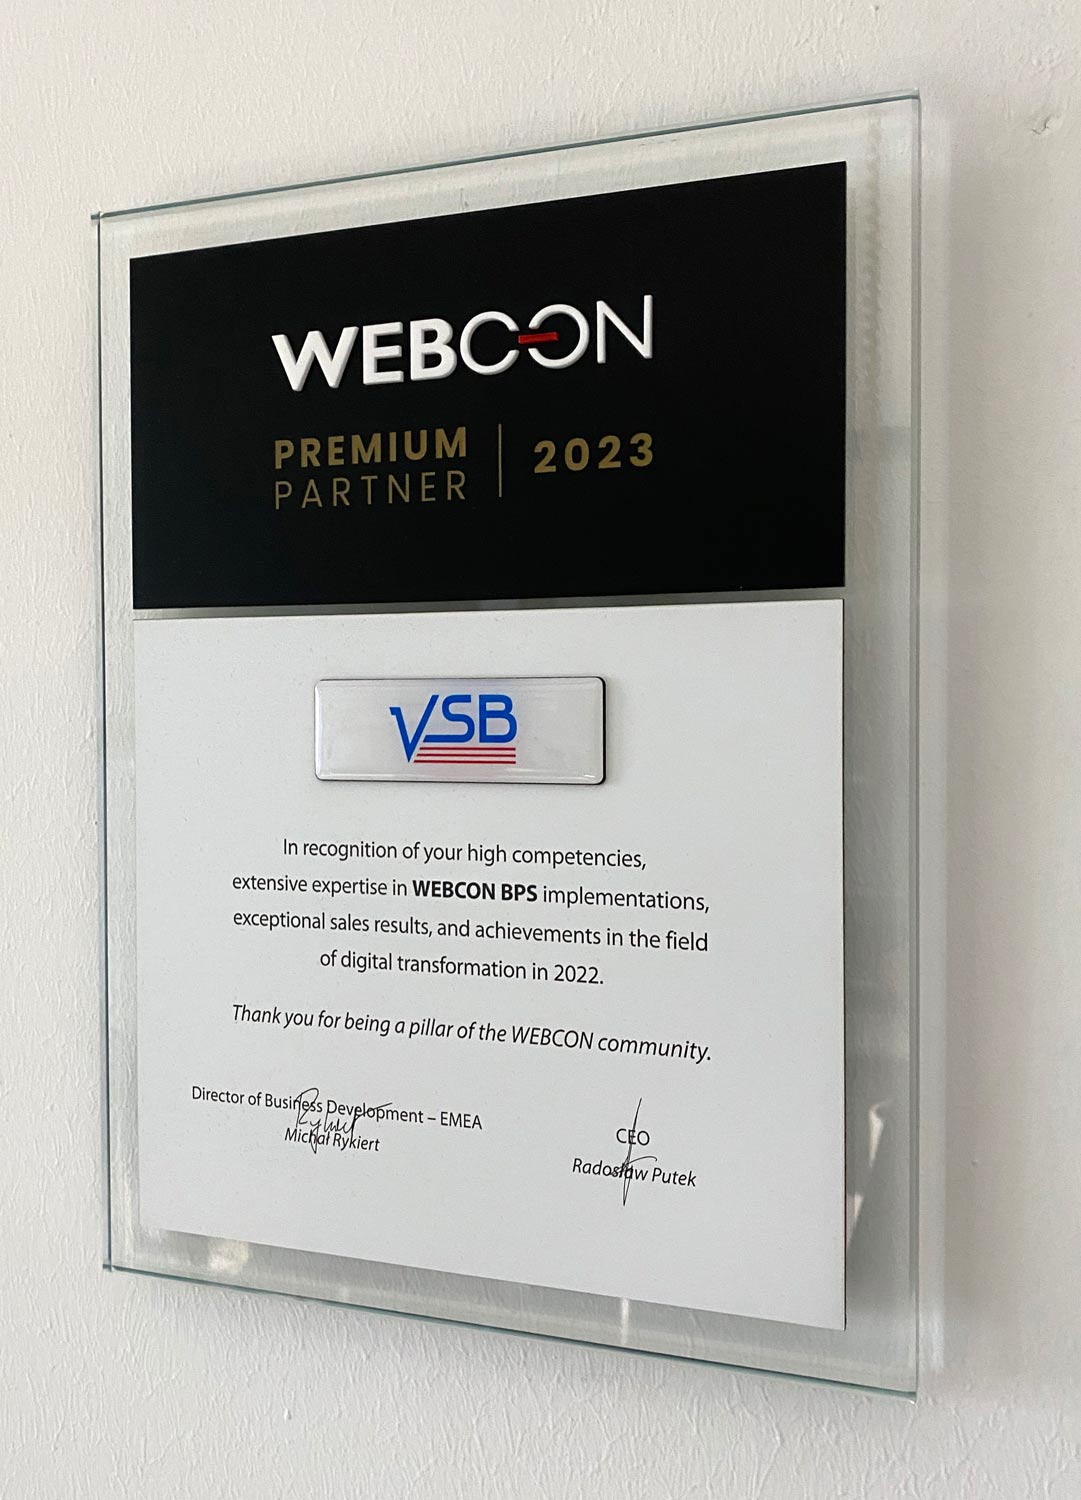 WEBCON
PREMIUM
PARTNER
2023
VSB
In recognition of your high competencies,
extensive expertise in WEBCON BPS implementations,
exceptional sales results, and achievements in the field
of digital transformation in 2022.
Thank you for being a pillar of the WEBCON community.
Director of Business Development – EMEA
Michał Rykiert
CEO
Radosław Putek